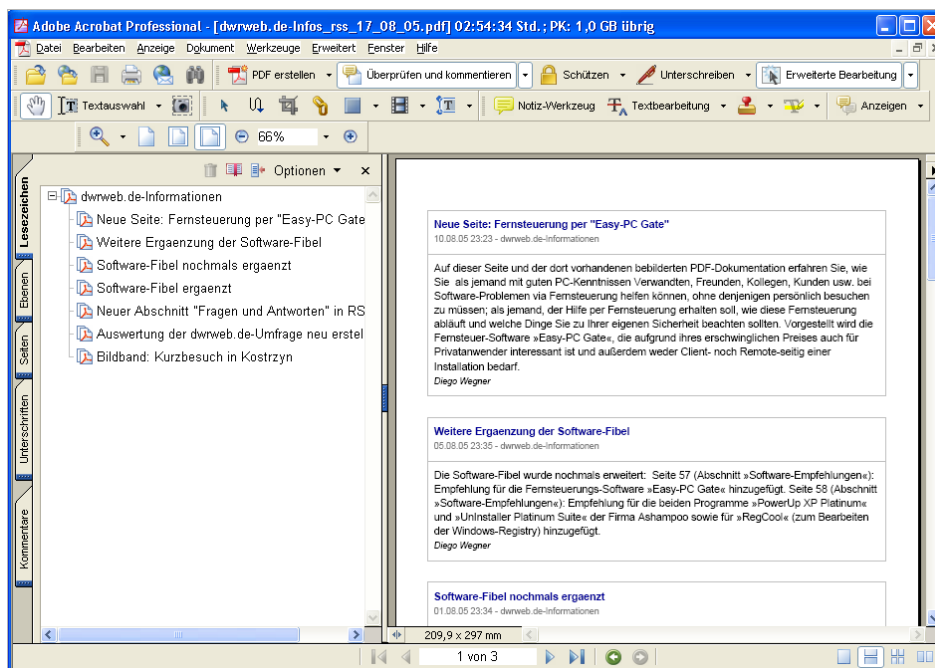 Adobe Acrobat Professional - [dwrweb.de-Infos_rss_17_08_05.pdf] 02:54:34 Std.; PK: 1,0 GB übrig
Datei Bearbeiten Anzeige Dokument Werkzeuge Erweitert Fenster Hilfe
PDF erstellen Überprüfen und kommentieren Schützen Unterschreiben Erweiterte Bearbeitung
Textauswahl Notiz-Werkzeug Textbearbeitung Anzeigen
66%
Optionen
Lesezeichen
Ebenen
Seiten
Unterschriften
Kommentare
dwrweb.de-Informationen
Neue Seite: Fernsteuerung per "Easy-PC Gate
Weitere Ergaenzung der Software-Fibel
Software-Fibel nochmals ergaenzt
Software-Fibel ergaenzt
Neuer Abschnitt "Fragen und Antworten" in RS
Auswertung der dwrweb.de-Umfrage neu erstel
Bildband: Kurzbesuch in Kostrzyn
Neue Seite: Fernsteuerung per "Easy-PC Gate"
10.08.05 23:23 - dwrweb.de-Informationen
Auf dieser Seite und der dort vorhandenen bebilderten PDF-Dokumentation erfahren Sie, wie
Sie als jemand mit guten PC-Kenntnissen Verwandten, Freunden, Kollegen, Kunden usw. bei
Software-Problemen via Fernsteuerung helfen können, ohne denjenigen persönlich besuchen
zu müssen; als jemand, der Hilfe per Fernsteuerung erhalten soll, wie diese Fernsteuerung
abläuft und welche Dinge Sie zu Ihrer eigenen Sicherheit beachten sollten. Vorgestellt wird die
Fernsteuer-Software »Easy-PC Gate«, die aufgrund ihres erschwinglichen Preises auch für
Privatanwender interessant ist und außerdem weder Client- noch Remote-seitig einer
Installation bedarf.
Diego Wegner
Weitere Ergaenzung der Software-Fibel
05.08.05 23:35 - dwrweb.de-Informationen
Die Software-Fibel wurde nochmals erweitert: Seite 57 (Abschnitt »Software-Empfehlungen«):
Empfehlung für die Fernsteuerungs-Software »Easy-PC Gate« hinzugefügt. Seite 58 (Abschnitt
»Software-Empfehlungen«): Empfehlung für die beiden Programme »PowerUp XP Platinum«
und »UnInstaller Platinum Suite« der Firma Ashampoo sowie für »RegCool« (zum Bearbeiten
der Windows-Registry) hinzugefügt.
Diego Wegner
Software-Fibel nochmals ergaenzt
01.08.05 23:34 - dwrweb.de-Informationen
209,9 x 297 mm
1 von 3